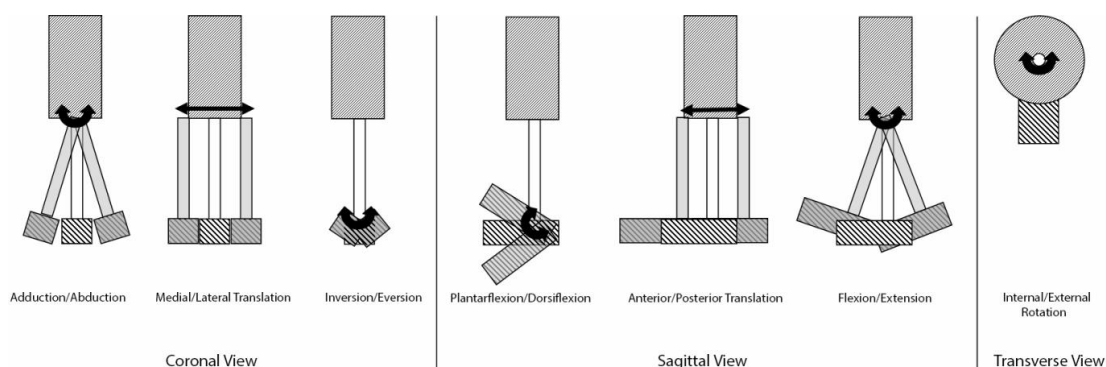 Adduction/Abduction
Medial/Lateral Translation
Inversion/Eversion
Plantarflexion/Dorsiflexion
Anterior/Posterior Translation
Flexion/Extension
Internal/External
Rotation
Coronal View
Sagittal View
Transverse View